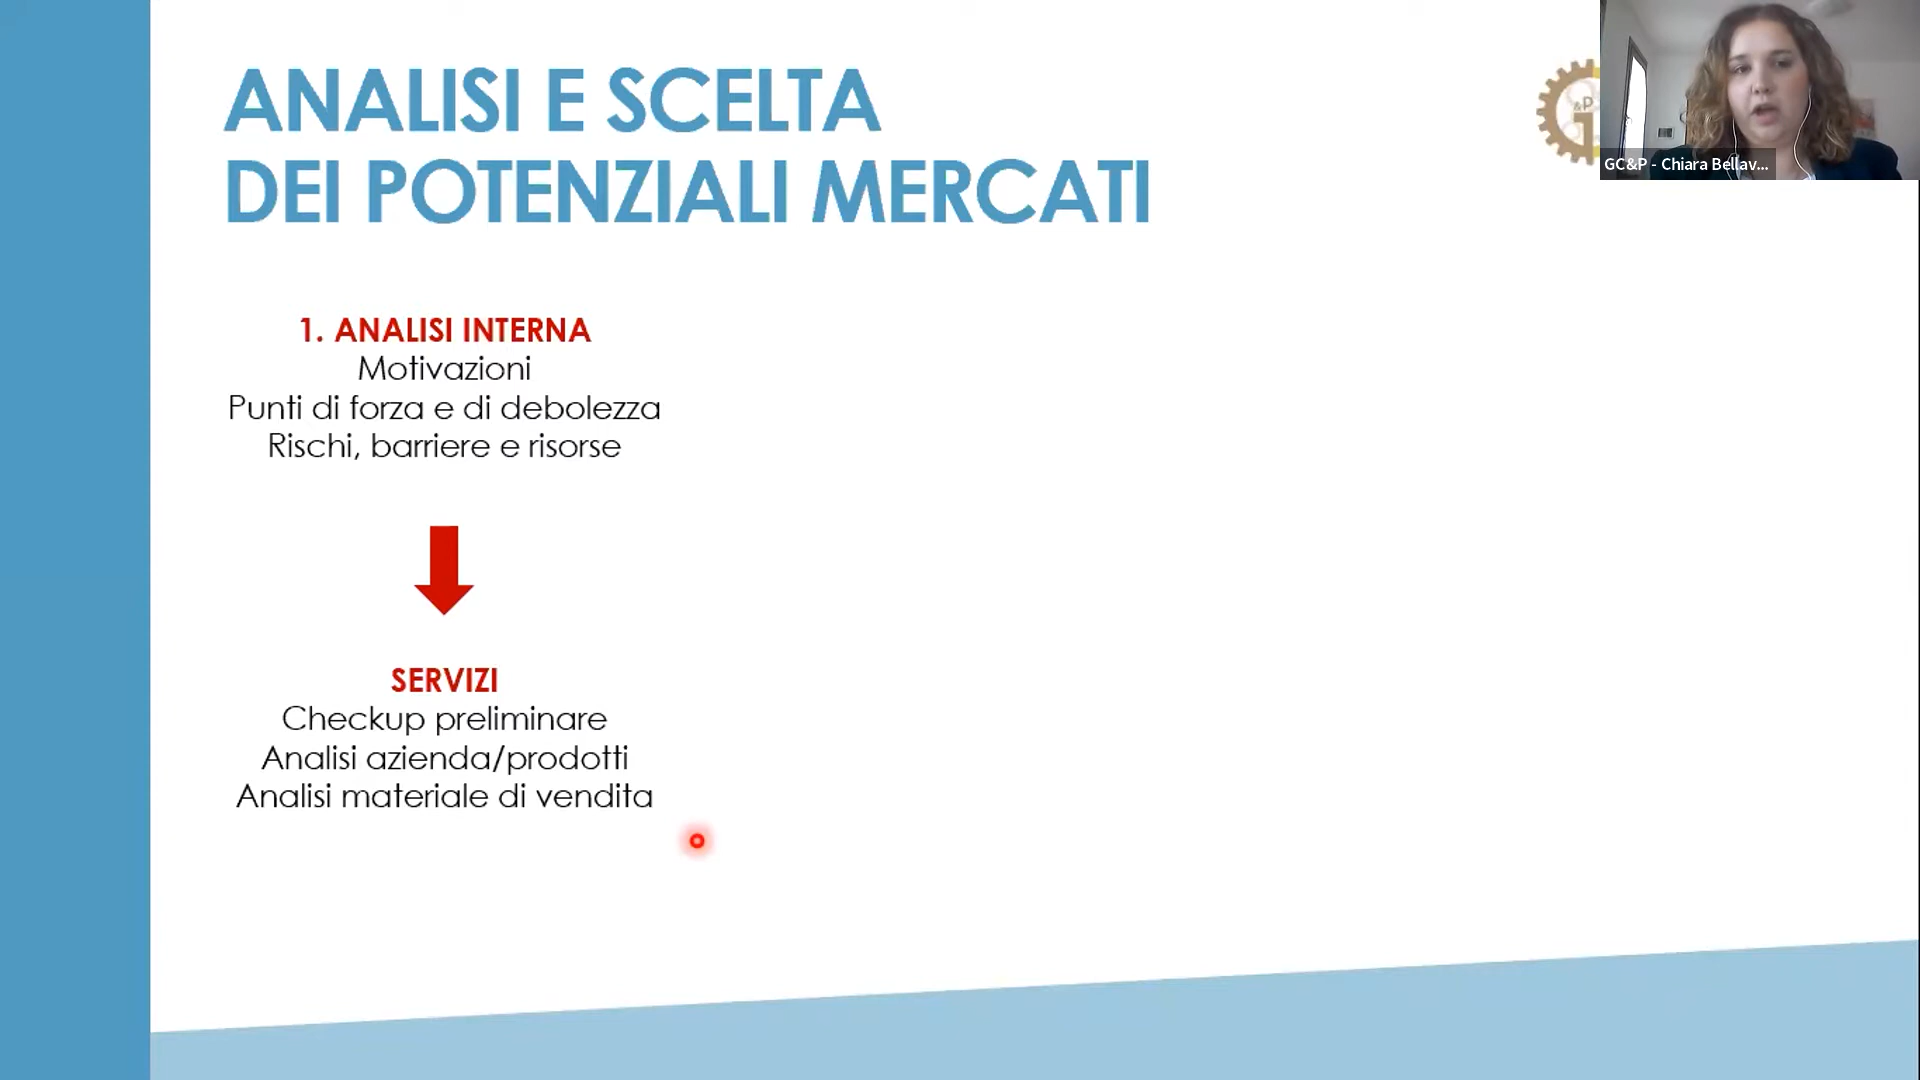 ANALISI E SCELTA
DEI POTENZIALI MERCATI
&P
GC&P - Chiara Bellav...
1. ANALISI INTERNA
Motivazioni
Punti di forza e di debolezza
Rischi, barriere e risorse
SERVIZI
Checkup preliminare
Analisi azienda/prodotti
Analisi materiale di vendita